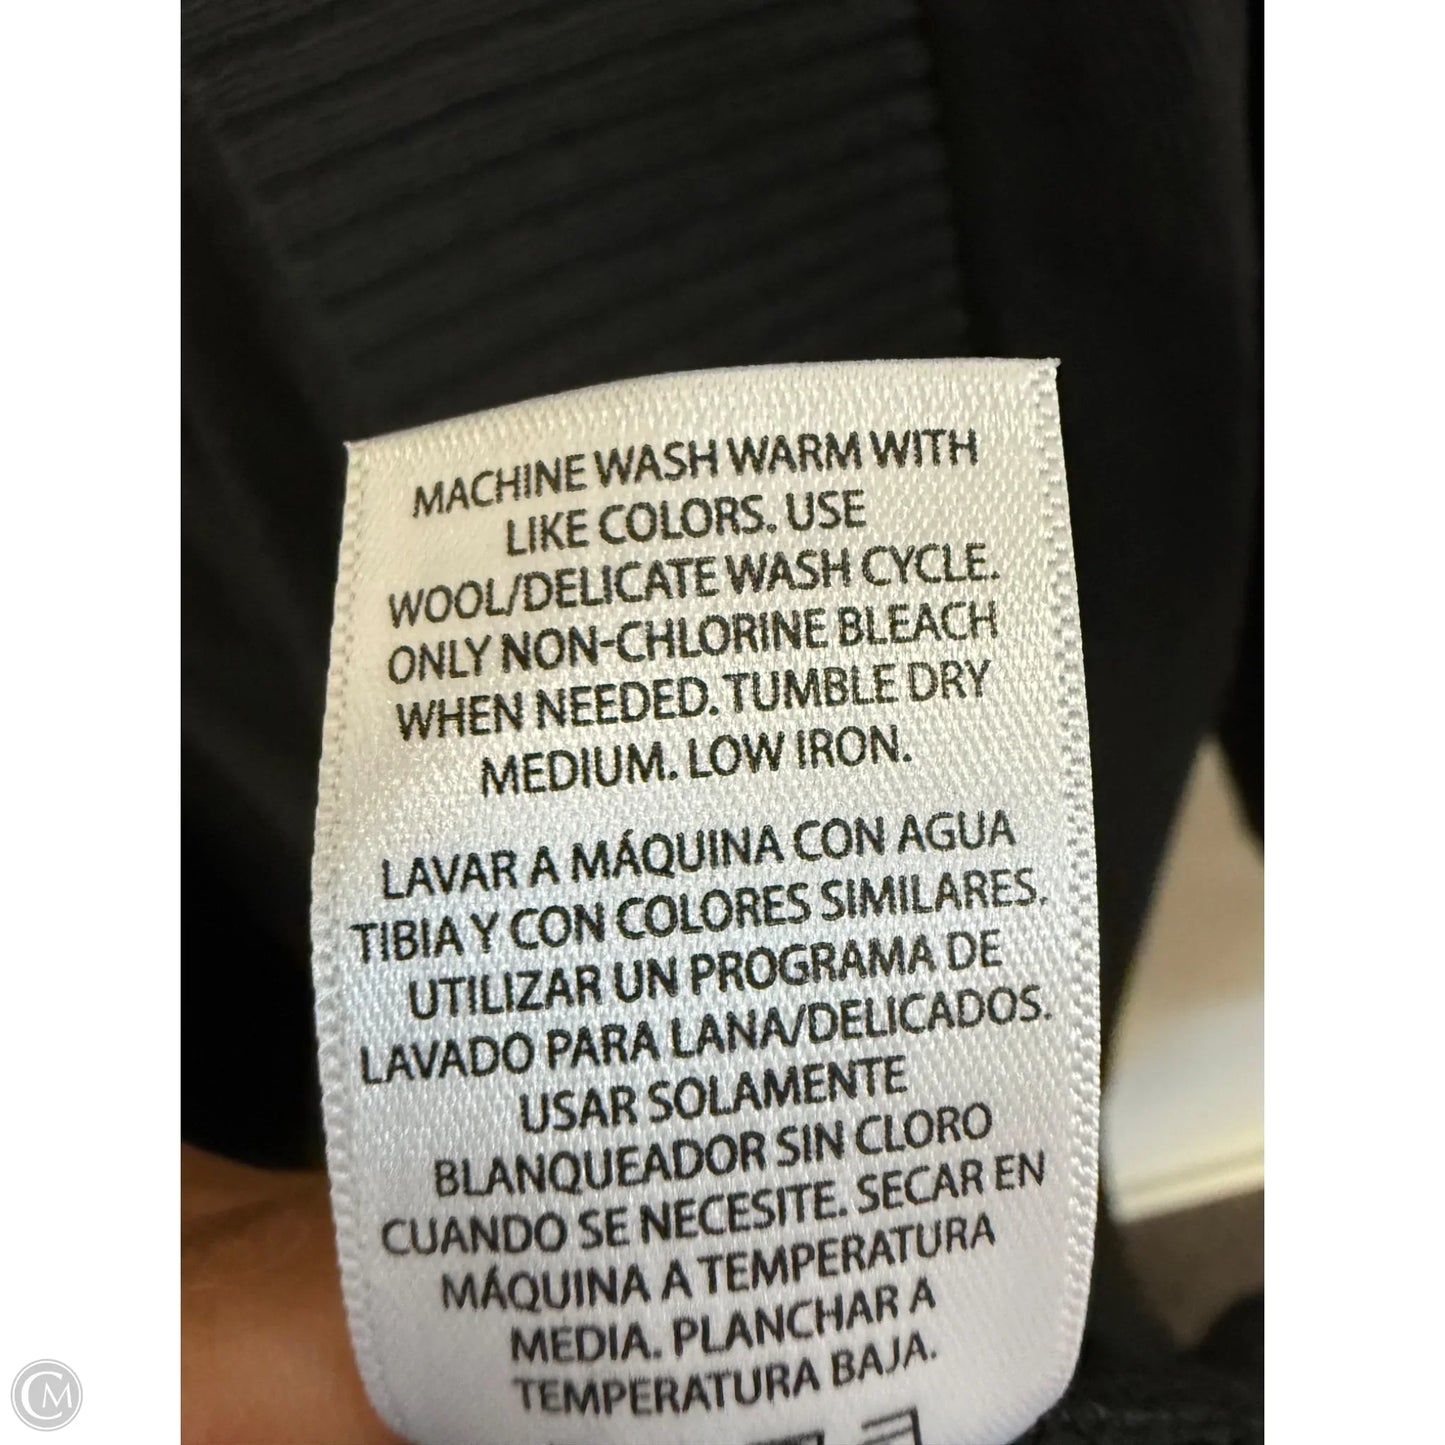 MACHINE WASH WARM WITH
LIKE COLORS. USE
WOOL/DELICATE WASH CYCLE.
ONLY NON-CHLORINE BLEACH
WHEN NEEDED. TUMBLE DRY
MEDIUM. LOW IRON.
LAVAR A MÁQUINA CON AGUA
TIBIA Y CON COLORES SIMILARES.
UTILIZAR UN PROGRAMA DE
LAVADO PARA LANA/DELICADOS.
USAR SOLAMENTE
BLANQUEADOR SIN CLORO
CUANDO SE NECESITE. SECAR EN
MÁQUINA A TEMPERATURA
MEDIA. PLANCHAR A
TEMPERATURA BAJA.
CM